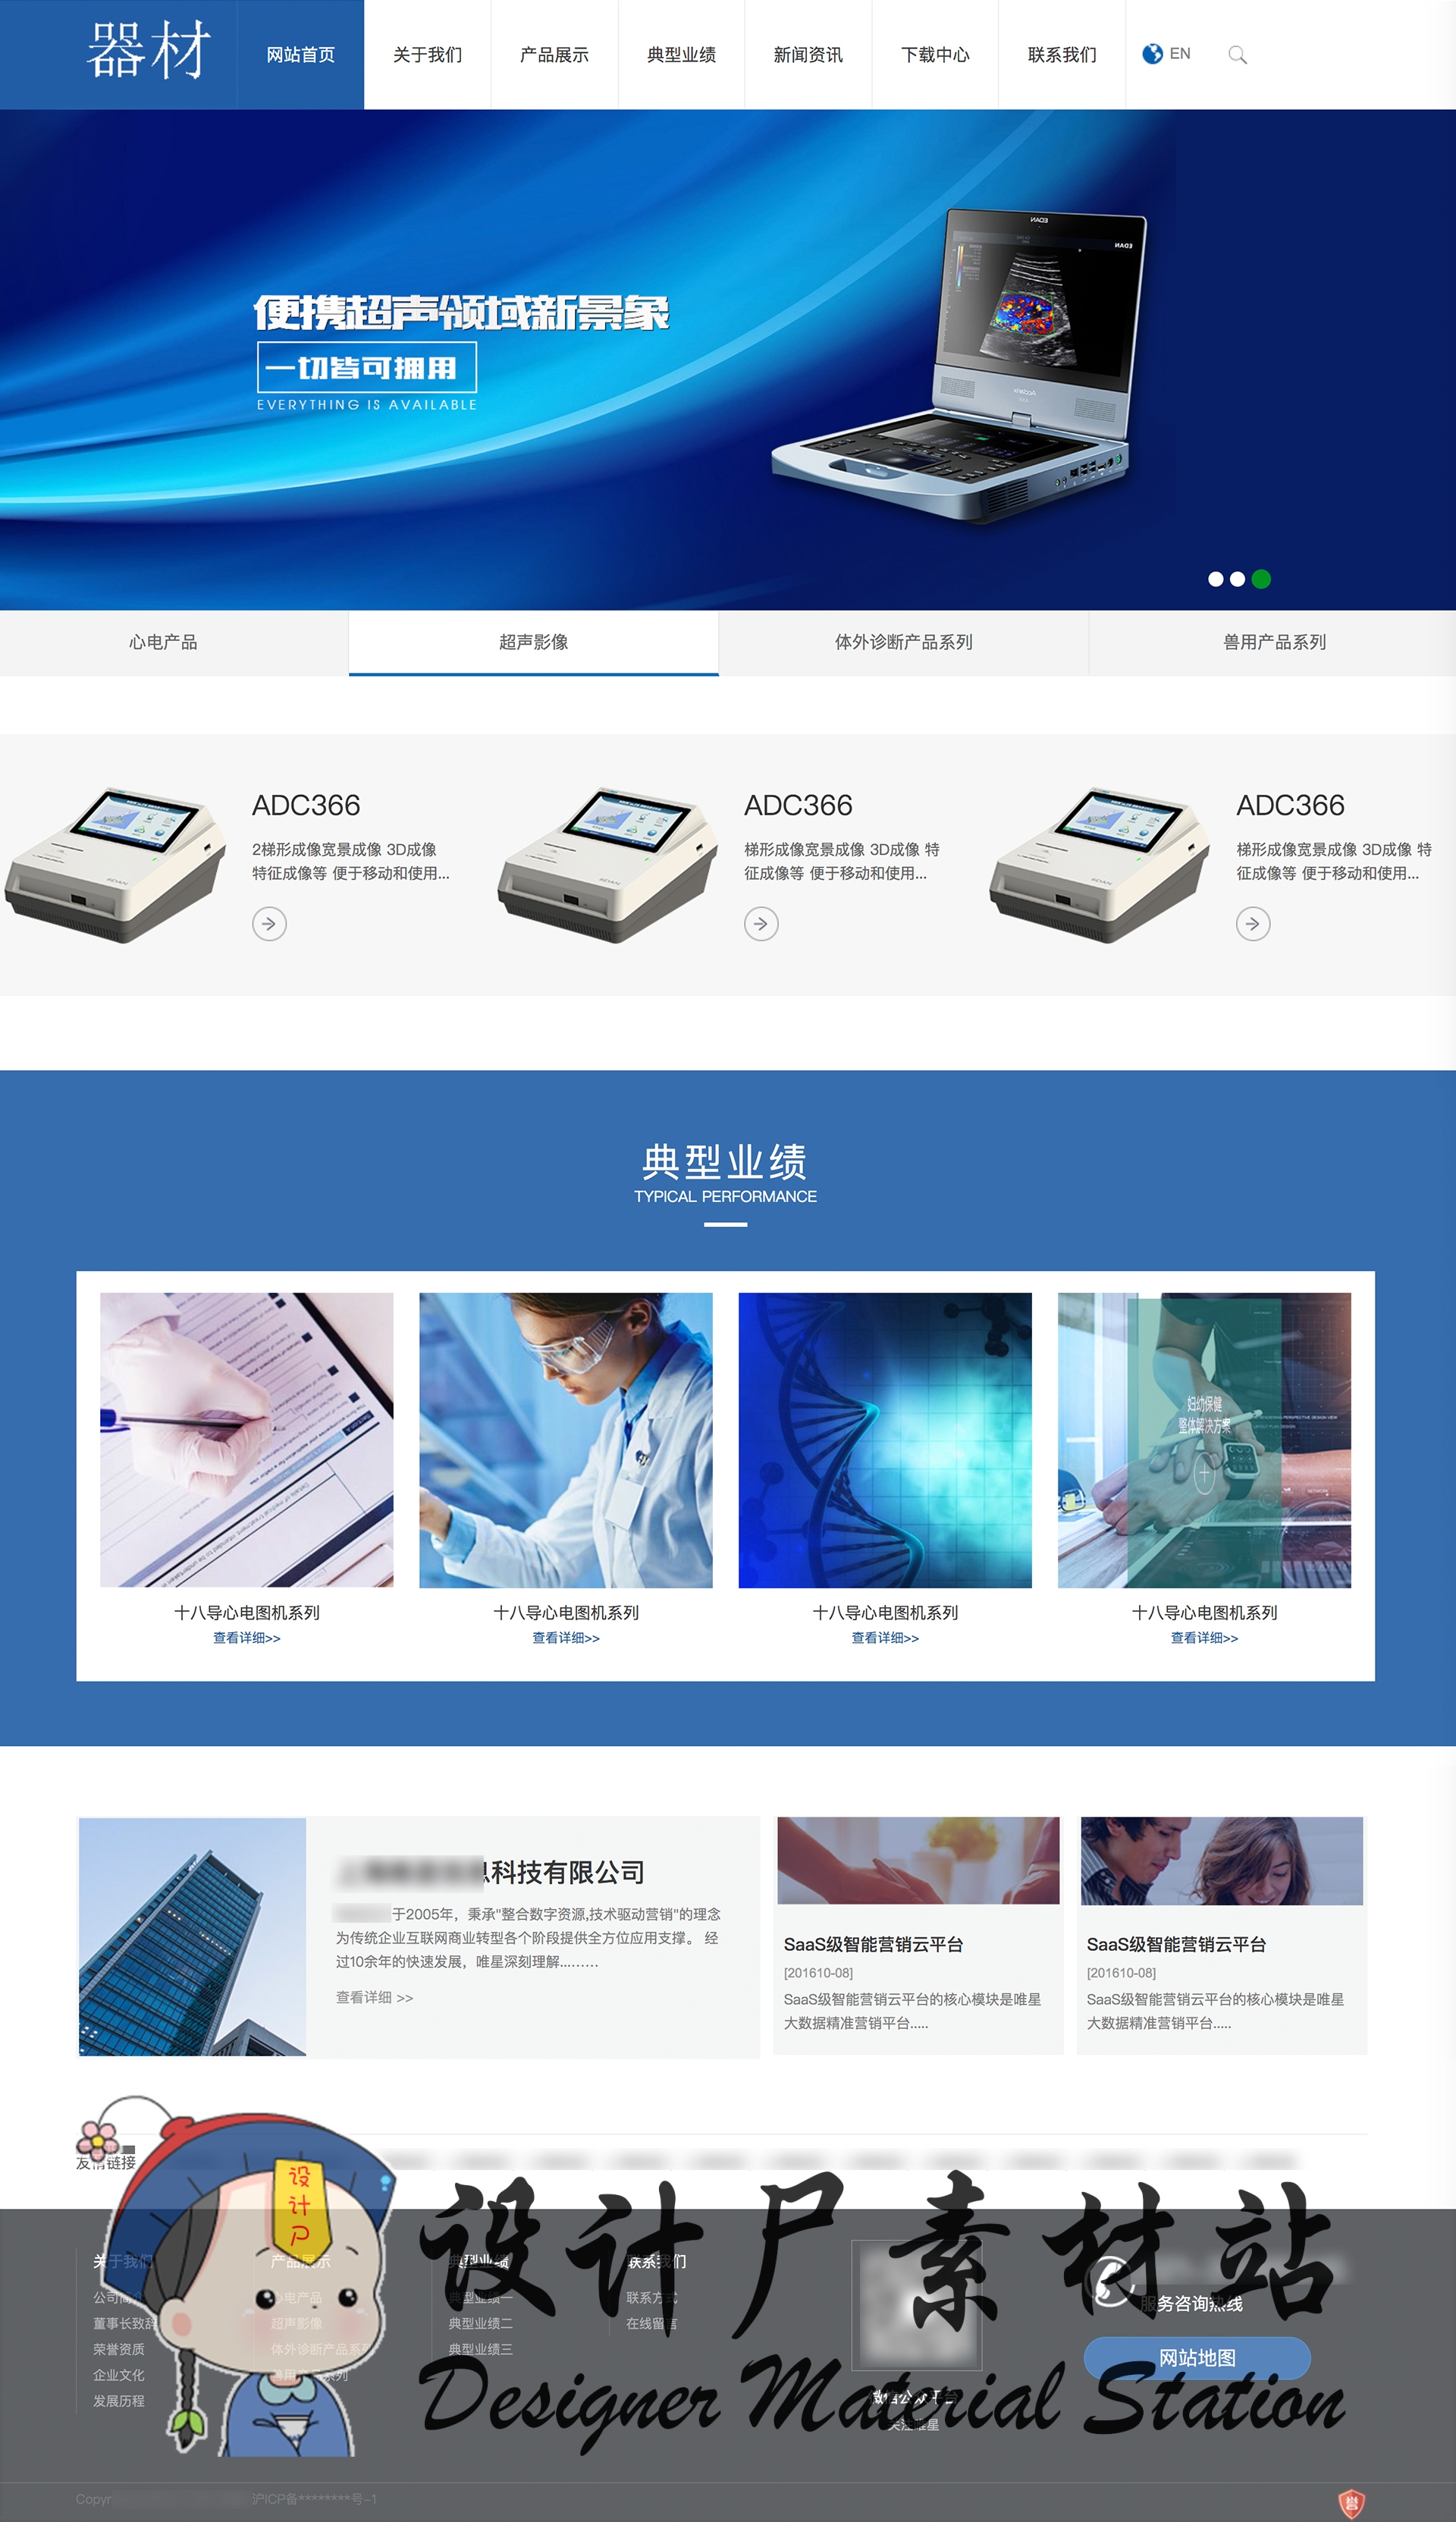 器材
网站首页
关于我们
产品展示
典型业绩
新闻资讯
下载中心
联系我们
EN
EDAN
EDAN
便携超声领域新景象
一切皆可拥用
EVERYTHING IS AVAILABLE
心电产品
超声影像
体外诊断产品系列
兽用产品系列
ADC366
2梯形成像宽景成像 3D成像
特征成像等 便于移动和使用...
ADC366
梯形成像宽景成像 3D成像 特
征成像等 便于移动和使用...
ADC366
梯形成像宽景成像 3D成像 特
征成像等 便于移动和使用...
典型业绩
TYPICAL PERFORMANCE
妇幼保健
整体解决方案
十八导心电图机系列
查看详细>>
十八导心电图机系列
查看详细>>
十八导心电图机系列
查看详细>>
十八导心电图机系列
查看详细>>
科技有限公司
于2005年，秉承"整合数字资源,技术驱动营销"的理念
为传统企业互联网商业转型各个阶段提供全方位应用支撑。 经
过10余年的快速发展，唯星深刻理解...……
查看详细 >>
SaaS级智能营销云平台
[201610-08]
SaaS级智能营销云平台的核心模块是唯星
大数据精准营销平台.....
SaaS级智能营销云平台
[201610-08]
SaaS级智能营销云平台的核心模块是唯星
大数据精准营销平台.....
友情链接
设计尸
设计尸素材站
Designer Material Station
关于我们
公司简介
董事长致辞
荣誉资质
企业文化
发展历程
产品展示
心电产品
超声影像
体外诊断产品系列
兽用产品系列
典型业绩
典型业绩一
典型业绩二
典型业绩三
联系我们
联系方式
在线留言
微信公众平台
关注唯星
服务咨询热线
网站地图
Copyr
沪ICP备********号-1
誉